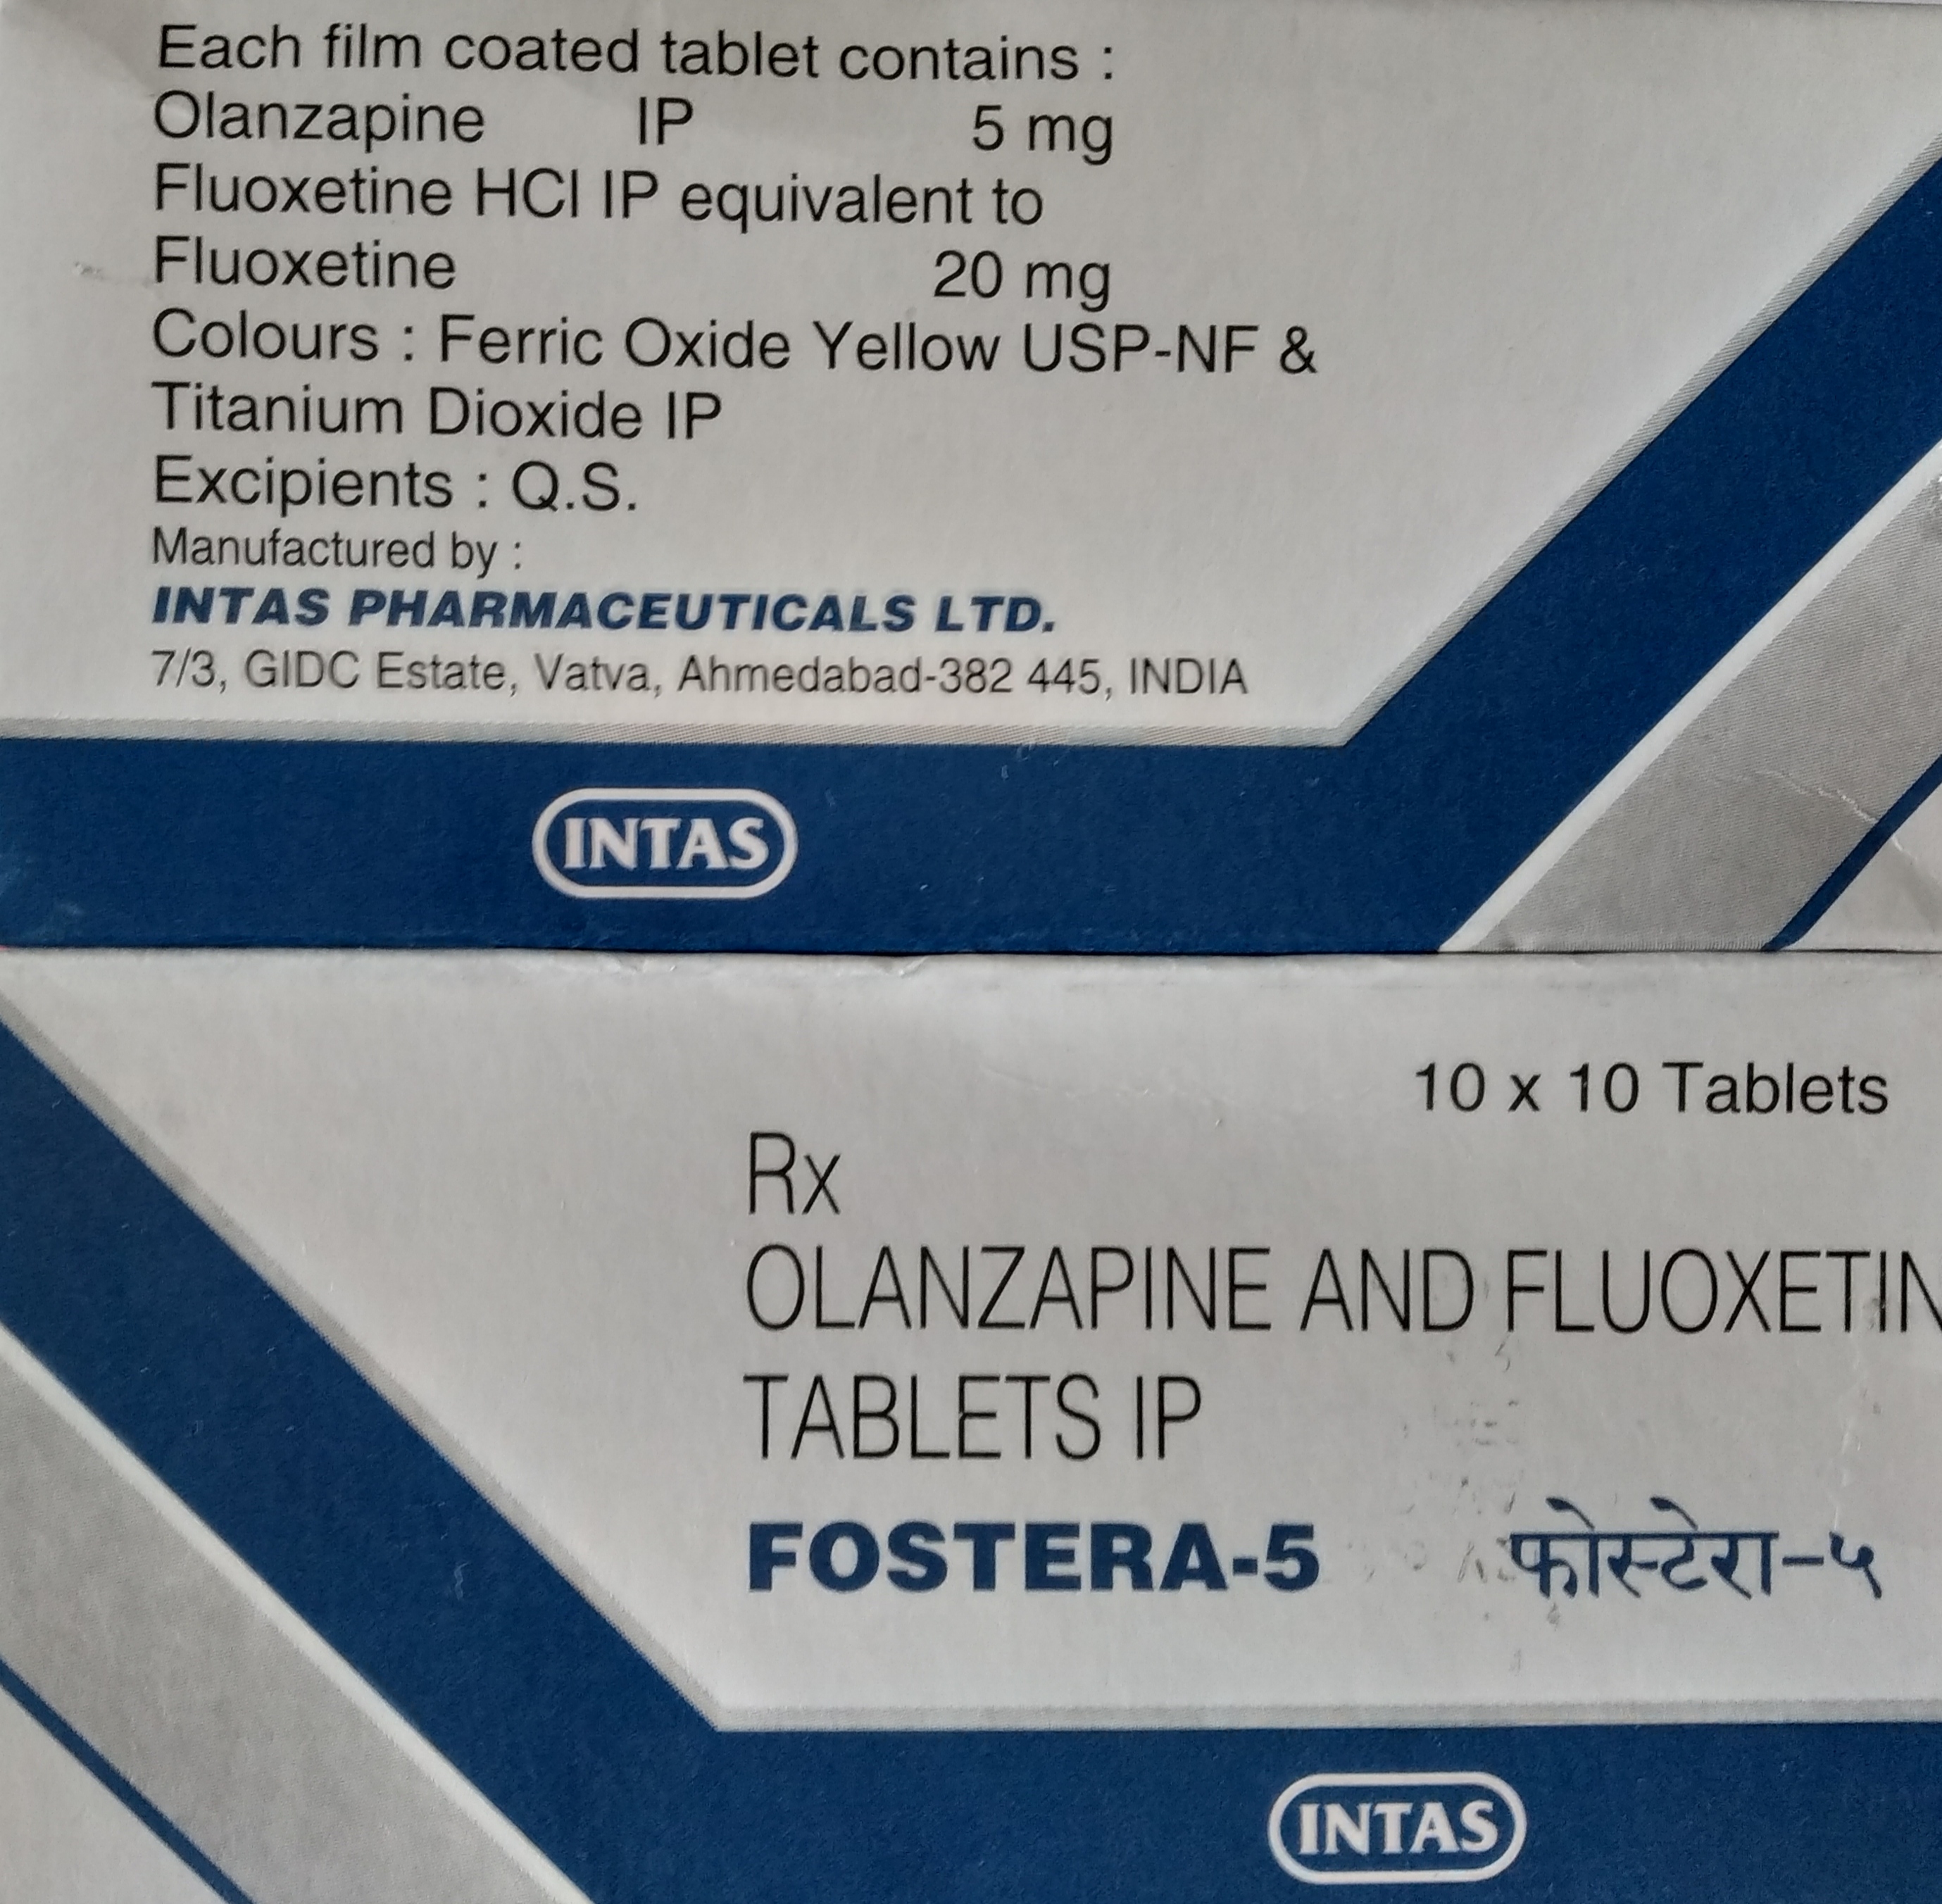 Each film coated tablet contains :
Olanzapine IP 5 mg
Fluoxetine HCl IP equivalent to
Fluoxetine 20 mg
Colours : Ferric Oxide Yellow USP-NF &
Titanium Dioxide IP
Excipients : Q.S.
Manufactured by :
INTAS PHARMACEUTICALS LTD.
7/3, GIDC Estate, Vatva, Ahmedabad-382 445, INDIA
INTAS
10 x 10 Tablets
Rx
OLANZAPINE AND FLUOXETIN
TABLETS IP
FOSTERA-5 फोस्टेरा-५
INTAS